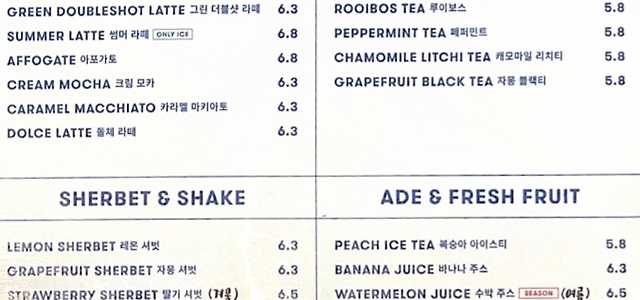 GREEN DOUBLESHOT LATTE 그린 더블샷 라떼 6.3
SUMMER LATTE 썸머 라떼 ONLY ICE 6.8
AFFOGATE 아포가토 6.8
CREAM MOCHA 크림 모카 6.3
CARAMEL MACCHIATO 카라멜 마키아토 6.3
DOLCE LATTE 돌체 라떼 6.3
ROOIBOS TEA 루이보스 5.8
PEPPERMINT TEA 페퍼민트 5.8
CHAMOMILE LITCHI TEA 캐모마일 리치티 5.8
GRAPEFRUIT BLACK TEA 자몽 블랙티 5.8
SHERBET & SHAKE
LEMON SHERBET 레몬 셔벗 6.3
GRAPEFRUIT SHERBET 자몽 셔벗 6.3
STRAWBERRY SHERBET 딸기 셔벗 (겨울) 6.5
ADE & FRESH FRUIT
PEACH ICE TEA 복숭아 아이스티 5.8
BANANA JUICE 바나나 주스 6.3
WATERMELON JUICE 수박 주스 SEASON (여름) 6.5